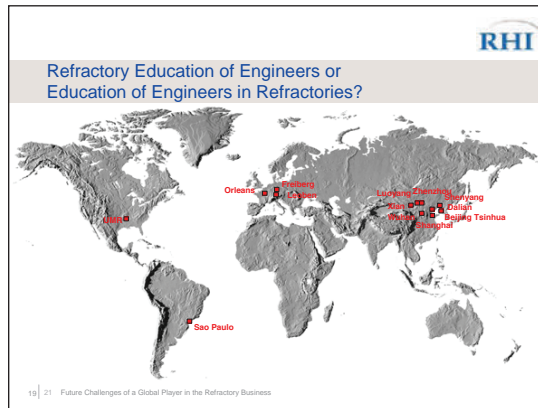 RHI
Refractory Education of Engineers or
Education of Engineers in Refractories?
Orleans
Freiberg
Leoben
Luoyang Zhenzhou
Shenyang
Xian
Dalian
Wuhan
Beijing Tsinhua
Shanghai
UMR
Sao Paulo
19 | 21 Future Challenges of a Global Player in the Refractory Business